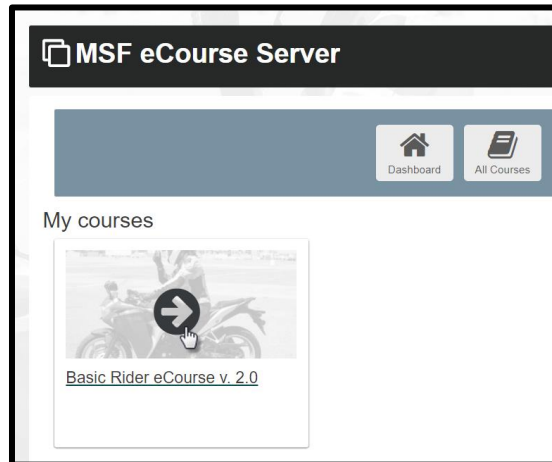 MSF eCourse Server
Dashboard
All Courses
My courses
Basic Rider eCourse v. 2.0